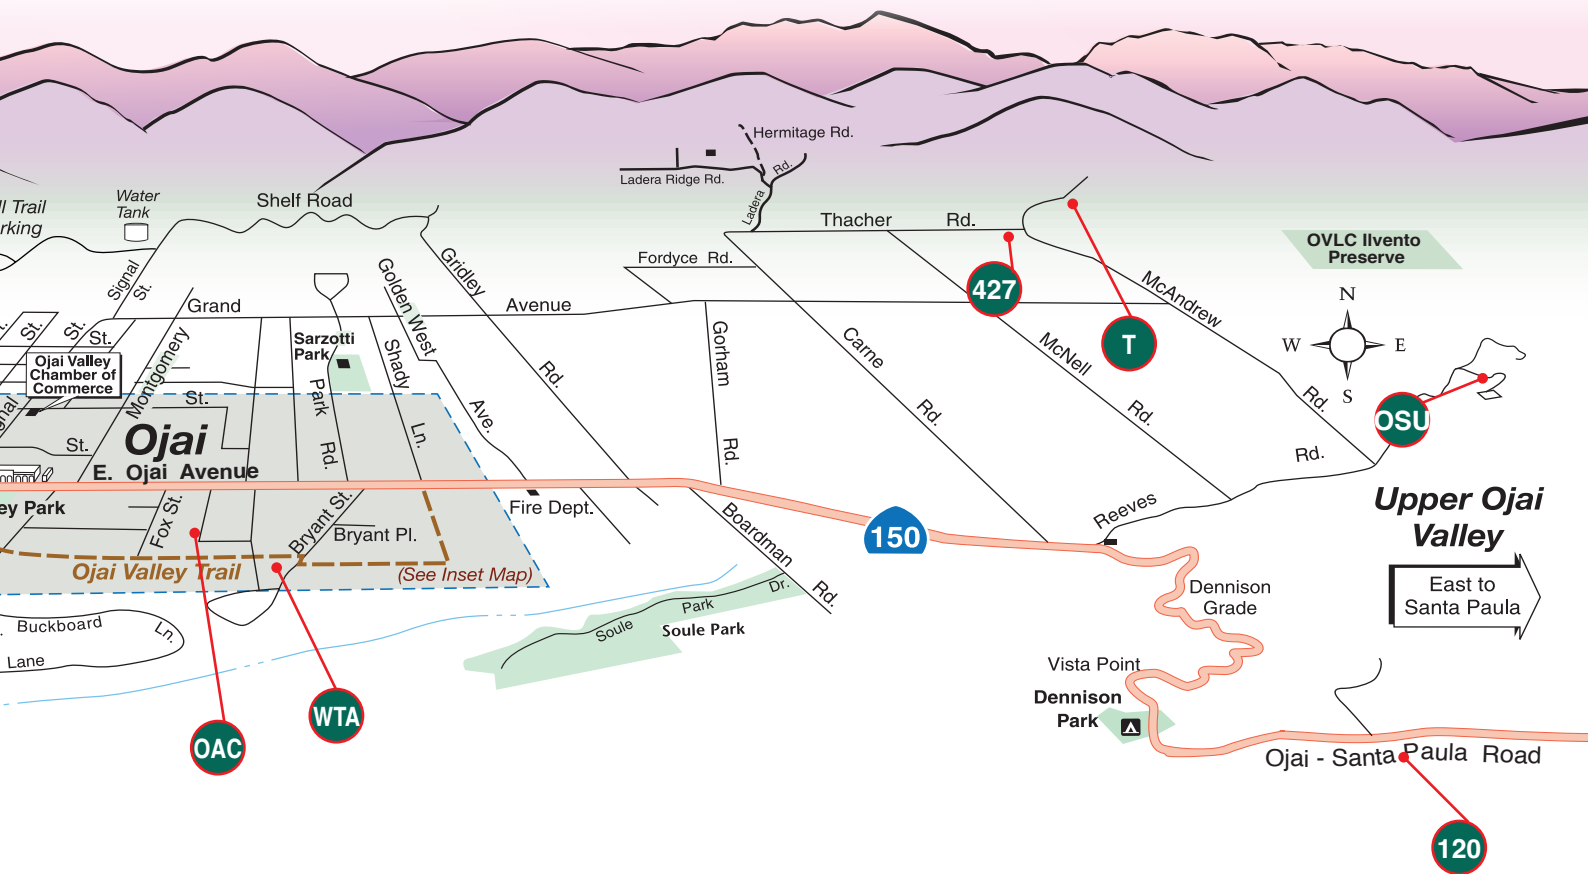 Hermitage Rd.
Ladera Ridge Rd.
Rd.
Ladera
Water
Tank
ll Trail
rking
Shelf Road
Thacher Rd.
OVLC Ilvento
Preserve
Signal
St.
Gridley
Golden West
Fordyce Rd.
427
McAndrew
N
W E
S
Grand
Avenue
St.
St.
St.
St.
Ojai Valley
Chamber of
Commerce
Montgomery
Sarzotti
Park
Shady
Gorham
Carne
McNell
T
Rd.
Park
St.
Ave.
Rd.
Rd.
Rd.
OSU
nal
Ojai
Ln.
St.
Rd.
Rd.
Rd.
E. Ojai Avenue
ey Park
Fox St.
Bryant St.
Bryant Pl.
Fire Dept.
Boardman
150
Reeves
Upper Ojai
Valley
Ojai Valley Trail
(See Inset Map)
Rd.
Dennison
Grade
East to
Santa Paula
Buckboard
Ln.
Lane
Soule
Park
Dr.
Soule Park
Vista Point
Dennison
Park
OAC
WTA
Ojai - Santa Paula Road
120